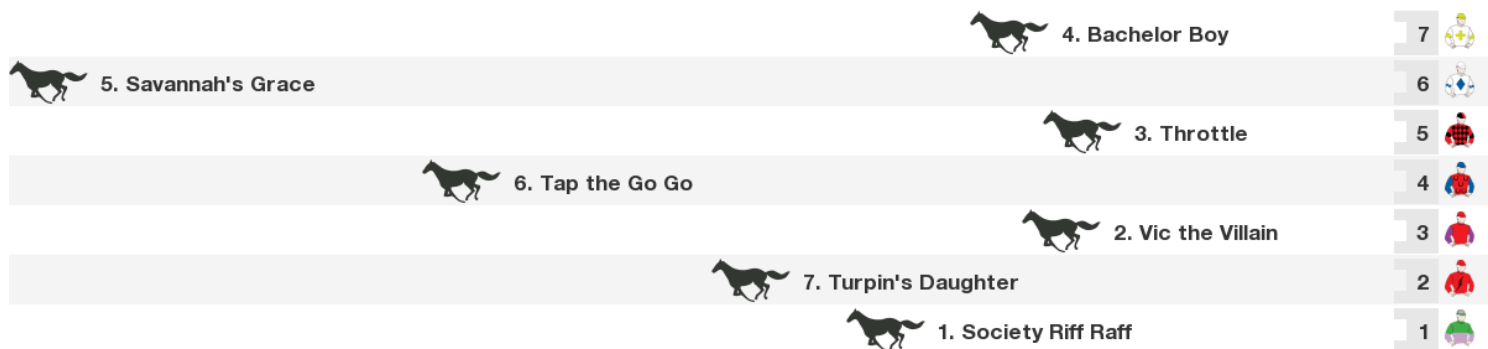 4. Bachelor Boy 7
5. Savannah's Grace 6
3. Throttle 5
6. Tap the Go Go 4
2. Vic the Villain 3
7. Turpin's Daughter 2
1. Society Riff Raff 1